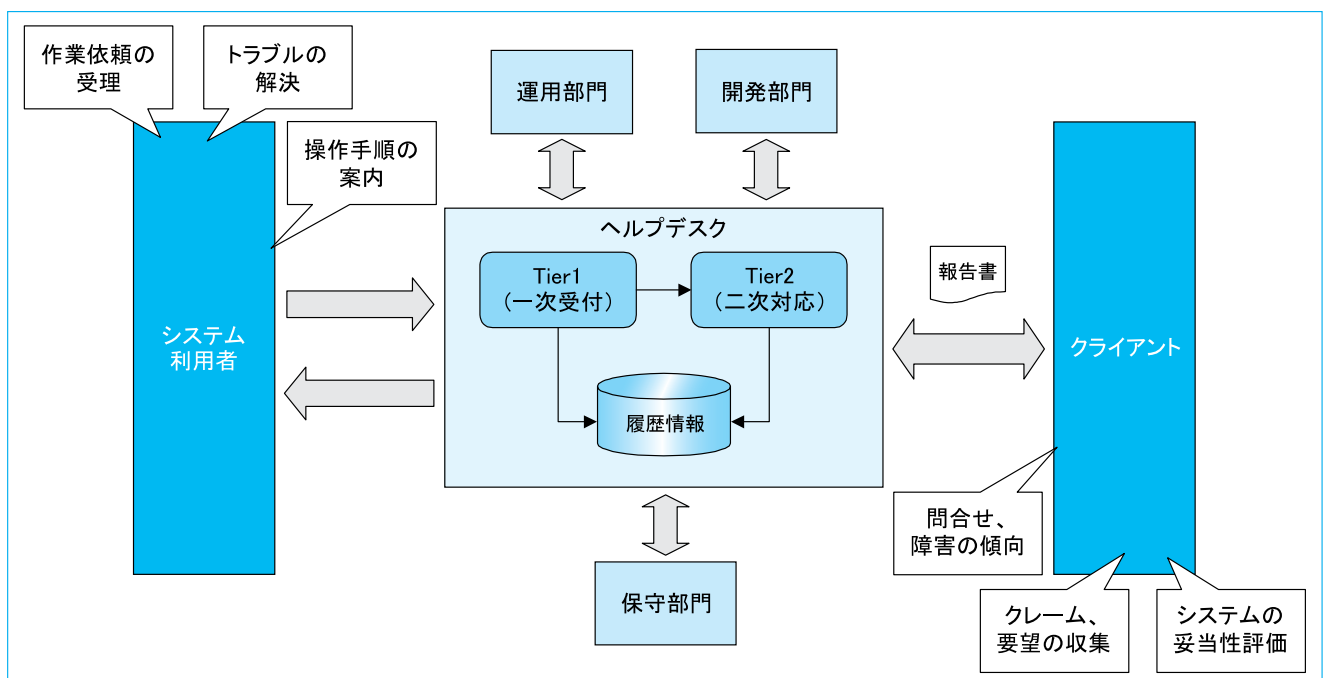 作業依頼の
受理
トラブルの
解決
操作手順の
案内
運用部門
開発部門
ヘルプデスク
Tier1
（一次受付）
Tier2
（二次対応）
履歴情報
システム
利用者
報告書
クライアント
問合せ、
障害の傾向
保守部門
クレーム、
要望の収集
システムの
妥当性評価